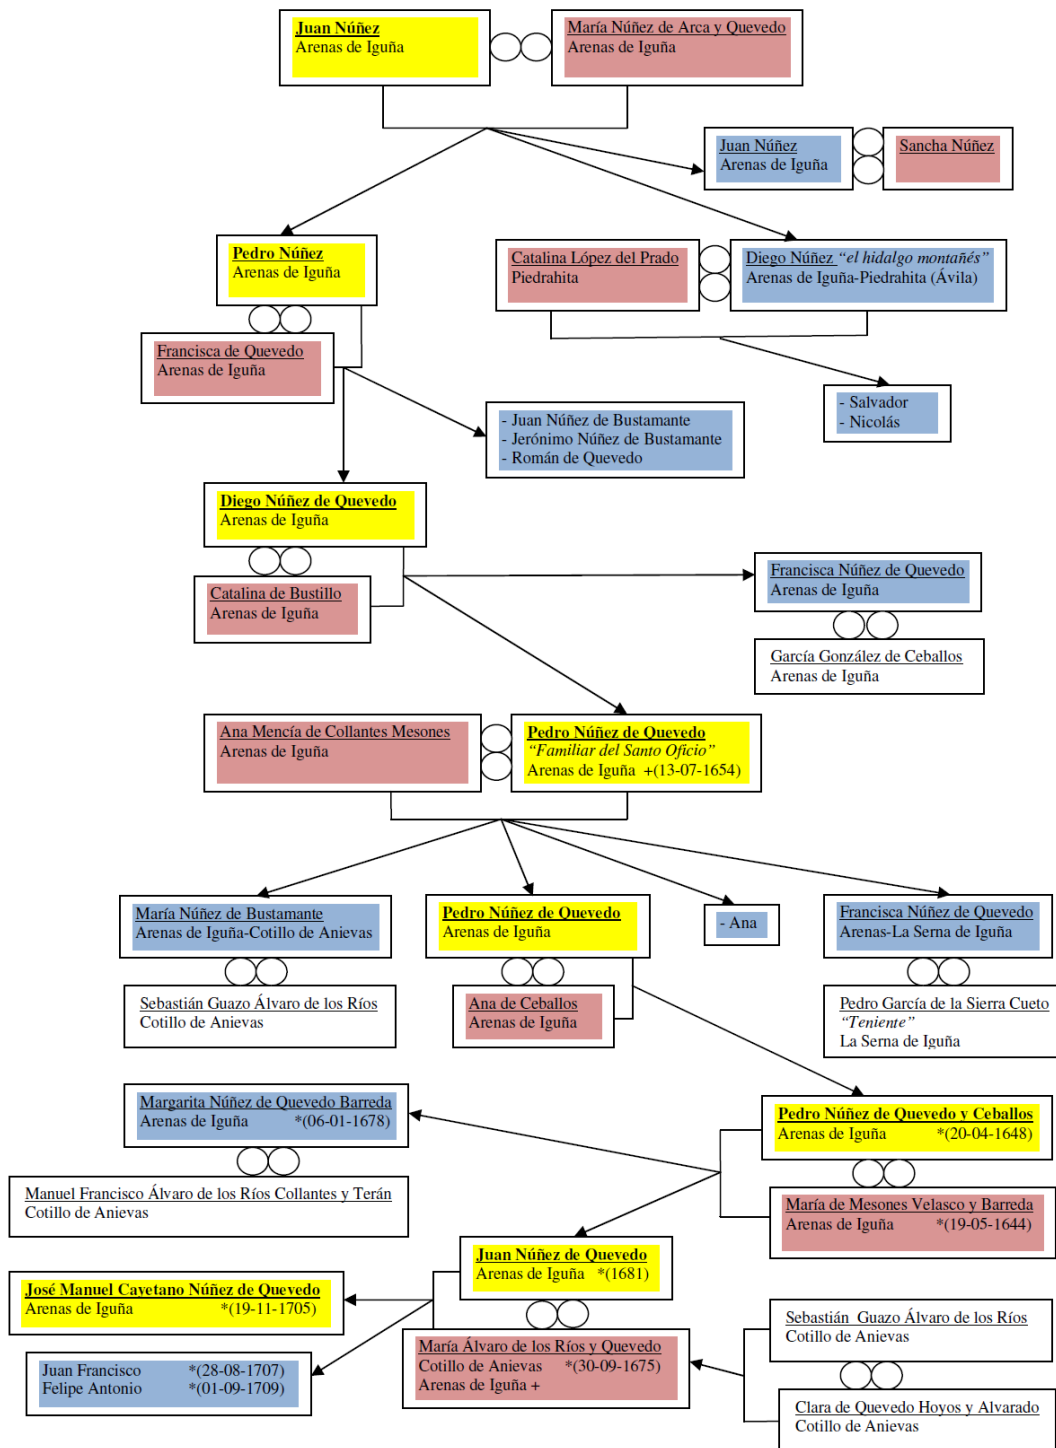 Juan Núñez
Arenas de Iguña
María Núñez de Arca y Quevedo
Arenas de Iguña
Juan Núñez
Arenas de Iguña
Sancha Núñez
Pedro Núñez
Arenas de Iguña
Catalina López del Prado
Piedrahita
Diego Núñez "el hidalgo montañés"
Arenas de Iguña-Piedrahita (Ávila)
Francisca de Quevedo
Arenas de Iguña
- Salvador
- Nicolás
- Juan Núñez de Bustamante
- Jerónimo Núñez de Bustamante
- Román de Quevedo
Diego Núñez de Quevedo
Arenas de Iguña
Catalina de Bustillo
Arenas de Iguña
Francisca Núñez de Quevedo
Arenas de Iguña
García González de Ceballos
Arenas de Iguña
Ana Mencía de Collantes Mesones
Arenas de Iguña
Pedro Núñez de Quevedo
"Familiar del Santo Oficio"
Arenas de Iguña +(13-07-1654)
María Núñez de Bustamante
Arenas de Iguña-Cotillo de Anievas
Pedro Núñez de Quevedo
Arenas de Iguña
- Ana
Francisca Núñez de Quevedo
Arenas-La Serna de Iguña
Sebastián Guazo Álvaro de los Ríos
Cotillo de Anievas
Ana de Ceballos
Arenas de Iguña
Pedro García de la Sierra Cueto
"Teniente"
La Serna de Iguña
Margarita Núñez de Quevedo Barreda
Arenas de Iguña *(06-01-1678)
Pedro Núñez de Quevedo y Ceballos
Arenas de Iguña *(20-04-1648)
Manuel Francisco Álvaro de los Ríos Collantes y Terán
Cotillo de Anievas
María de Mesones Velasco y Barreda
Arenas de Iguña *(19-05-1644)
Juan Núñez de Quevedo
Arenas de Iguña *(1681)
José Manuel Cayetano Núñez de Quevedo
Arenas de Iguña *(19-11-1705)
Sebastián Guazo Álvaro de los Ríos
Cotillo de Anievas
María Álvaro de los Ríos y Quevedo
Cotillo de Anievas *(30-09-1675)
Arenas de Iguña +
Juan Francisco *(28-08-1707)
Felipe Antonio *(01-09-1709)
Clara de Quevedo Hoyos y Alvarado
Cotillo de Anievas